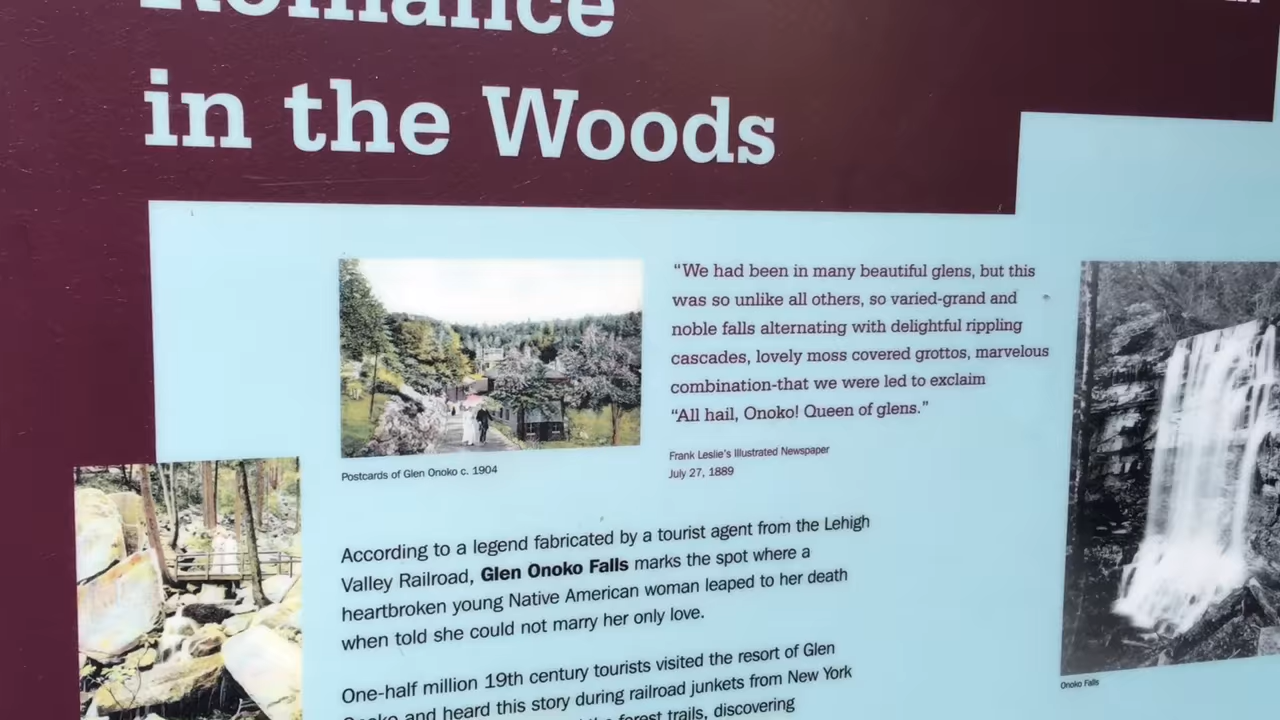 Romance
in the Woods
“We had been in many beautiful glens, but this
was so unlike all others, so varied-grand and
noble falls alternating with delightful rippling
cascades, lovely moss covered grottos, marvelous
combination-that we were led to exclaim
“All hail, Onoko! Queen of glens.”
Frank Leslie's Illustrated Newspaper
July 27, 1889
Postcards of Glen Onoko c. 1904
According to a legend fabricated by a tourist agent from the Lehigh
Valley Railroad, Glen Onoko Falls marks the spot where a
heartbroken young Native American woman leaped to her death
when told she could not marry her only love.
One-half million 19th century tourists visited the resort of Glen
Onoko and heard this story during railroad junkets from New York
the forest trails, discovering
Onoko Falls